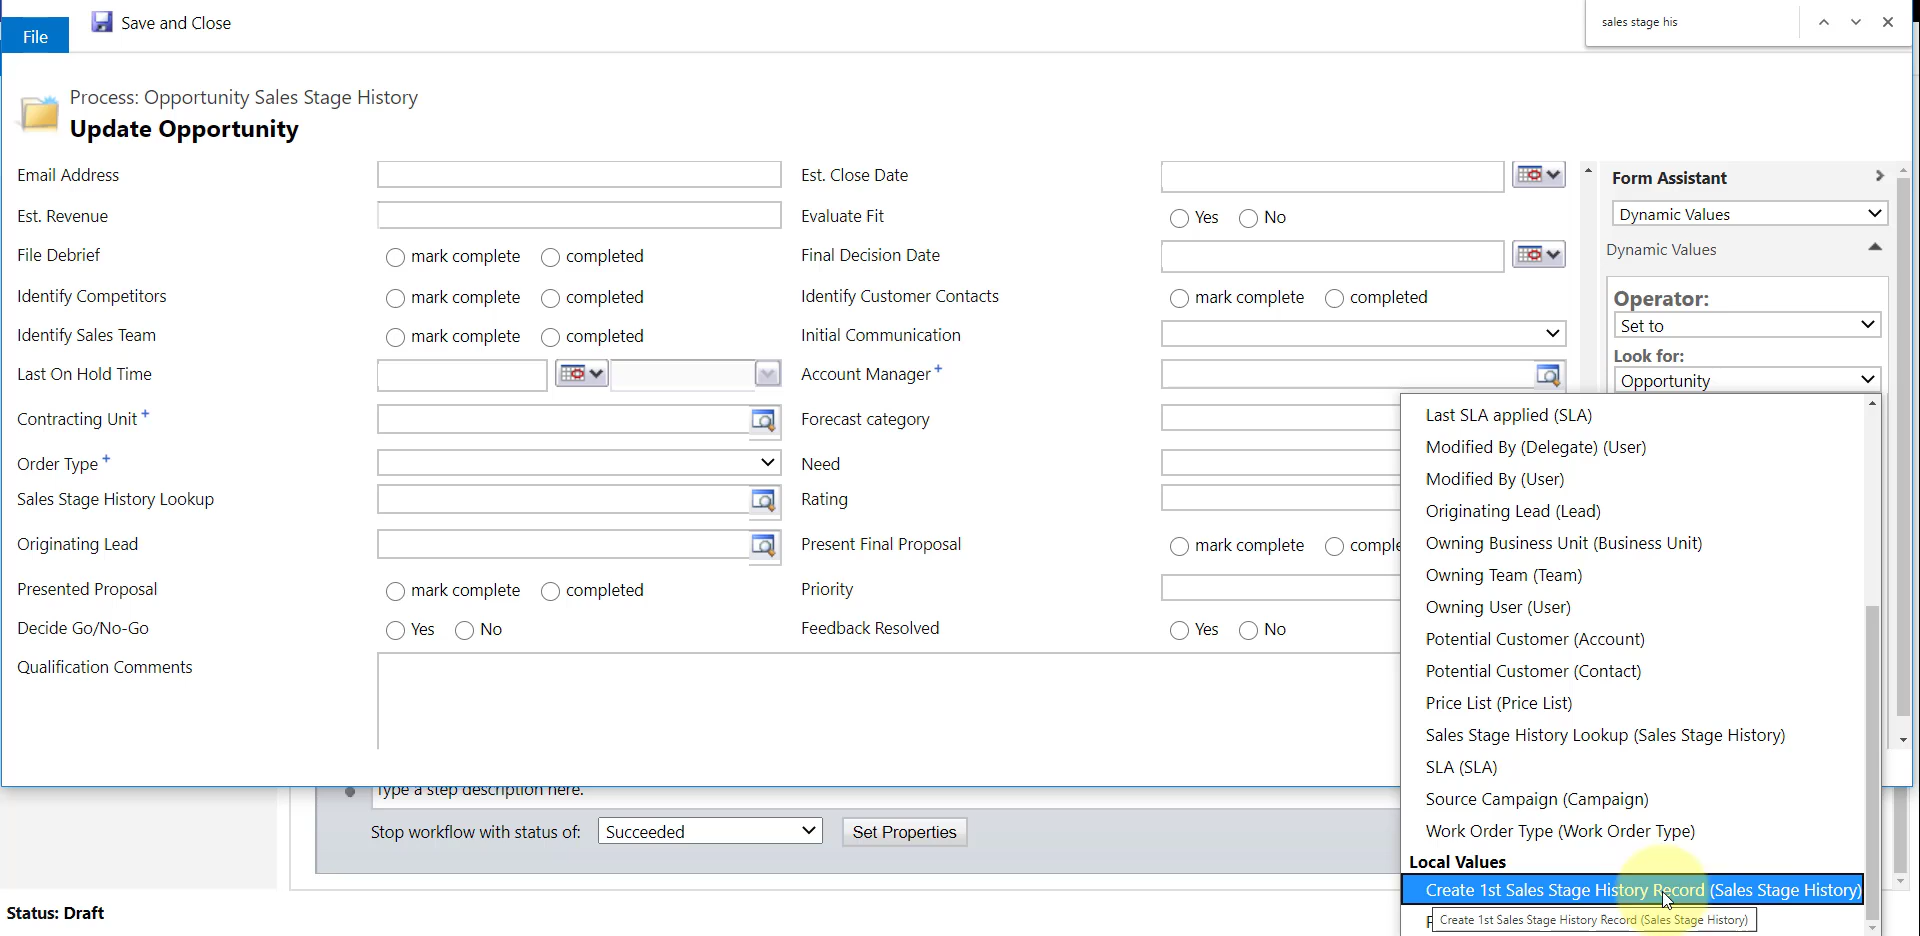 File
Save and Close
sales stage his
Process: Opportunity Sales Stage History
Update Opportunity
Email Address
Est. Close Date
Est. Revenue
Evaluate Fit
Yes
No
File Debrief
mark complete
completed
Final Decision Date
Identify Competitors
mark complete
completed
Identify Customer Contacts
mark complete
completed
Identify Sales Team
mark complete
completed
Initial Communication
Last On Hold Time
Account Manager +
Contracting Unit +
Forecast category
Order Type +
Need
Sales Stage History Lookup
Rating
Originating Lead
Present Final Proposal
mark complete
Presented Proposal
mark complete
completed
Priority
Decide Go/No-Go
Yes
No
Feedback Resolved
Yes
No
Qualification Comments
Form Assistant
Dynamic Values
Dynamic Values
Operator:
Set to
Look for:
Opportunity
Last SLA applied (SLA)
Modified By (Delegate) (User)
Modified By (User)
Originating Lead (Lead)
Owning Business Unit (Business Unit)
Owning Team (Team)
Owning User (User)
Potential Customer (Account)
Potential Customer (Contact)
Price List (Price List)
Sales Stage History Lookup (Sales Stage History)
SLA (SLA)
Source Campaign (Campaign)
Work Order Type (Work Order Type)
Local Values
Create 1st Sales Stage History Record (Sales Stage History)
Create 1st Sales Stage History Record (Sales Stage History)
Type a step description here.
Stop workflow with status of:
Succeeded
Set Properties
Status: Draft